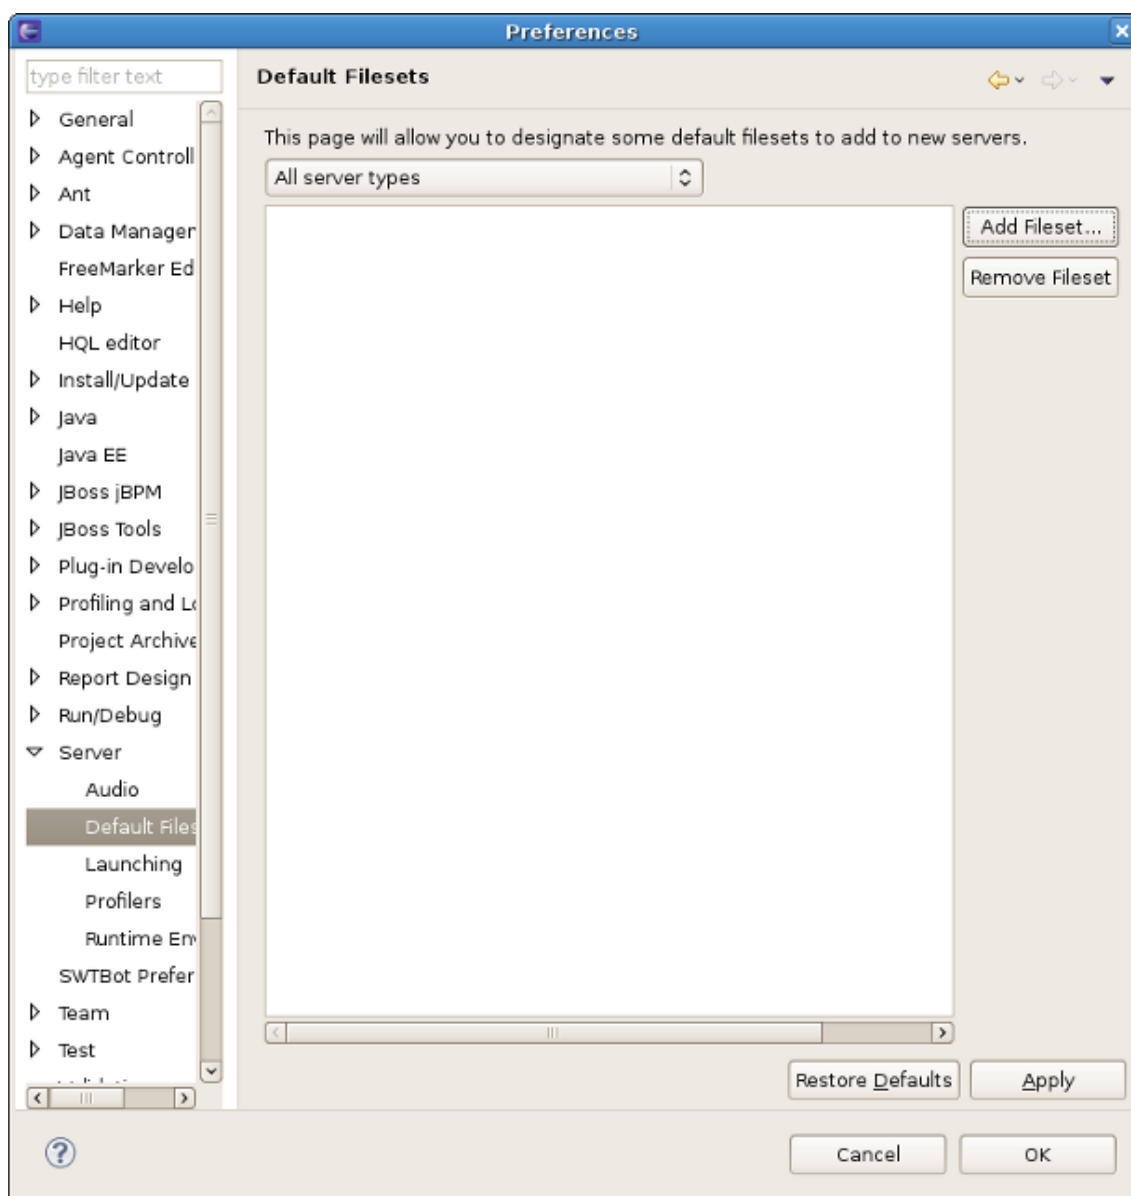 Preferences
type filter text
General
Agent Controll
Ant
Data Manager
FreeMarker Ed
Help
HQL editor
Install/Update
Java
Java EE
JBoss jBPM
JBoss Tools
Plug-in Develo
Profiling and Lo
Project Archive
Report Design
Run/Debug
Server
Audio
Default Files
Launching
Profilers
Runtime Env
SWTBot Prefer
Team
Test
Default Filesets
This page will allow you to designate some default filesets to add to new servers.
All server types
Add Fileset...
Remove Fileset
Restore Defaults
Apply
Cancel
OK